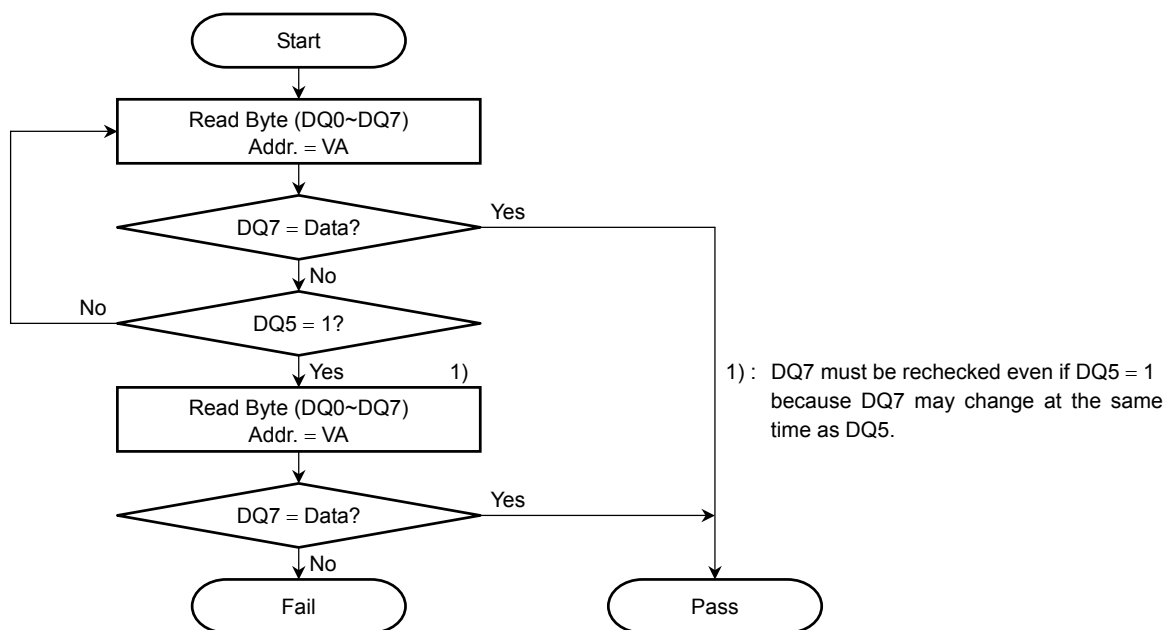 Start
Read Byte (DQ0~DQ7)
Addr. = VA
DQ7 = Data?
Yes
No
No
DQ5 = 1?
Yes
1)
Read Byte (DQ0~DQ7)
Addr. = VA
1) : DQ7 must be rechecked even if DQ5 = 1
because DQ7 may change at the same
time as DQ5.
DQ7 = Data?
Yes
No
Fail
Pass